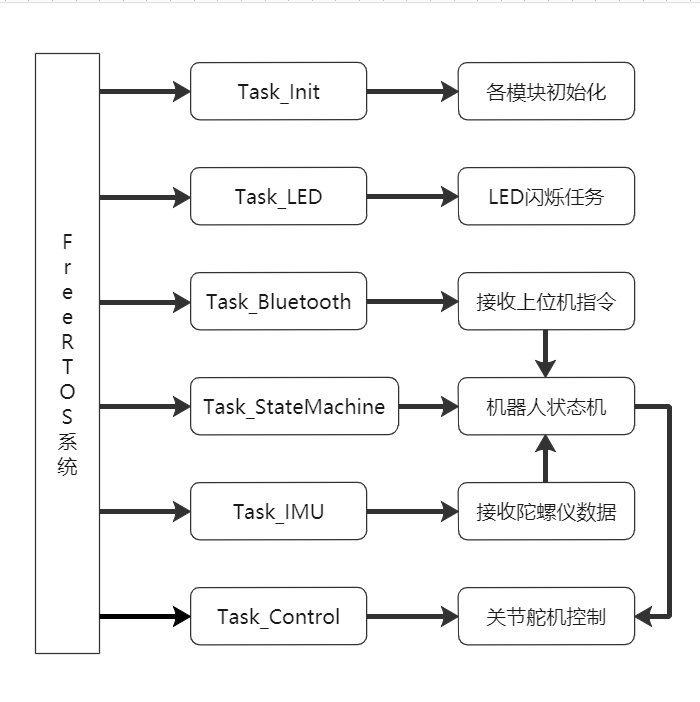 FreeRTOS系统
Task_Init
各模块初始化
Task_LED
LED闪烁任务
Task_Bluetooth
接收上位机指令
Task_StateMachine
机器人状态机
Task_IMU
接收陀螺仪数据
Task_Control
关节舵机控制